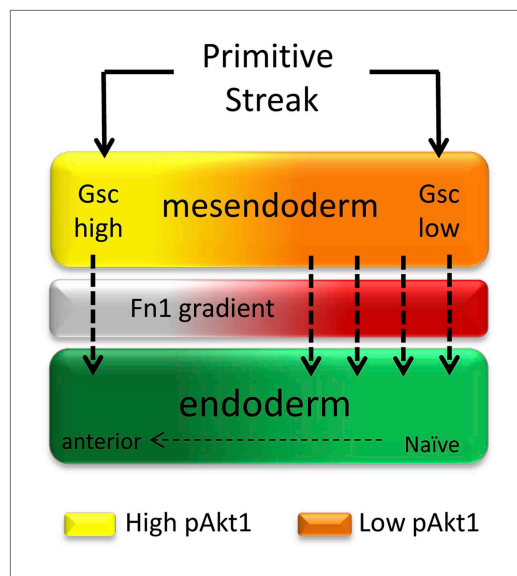 Primitive
Streak
Gsc
high
mesendoderm
Gsc
low
Fn1 gradient
endoderm
anterior
Naïve
High pAkt1
Low pAkt1